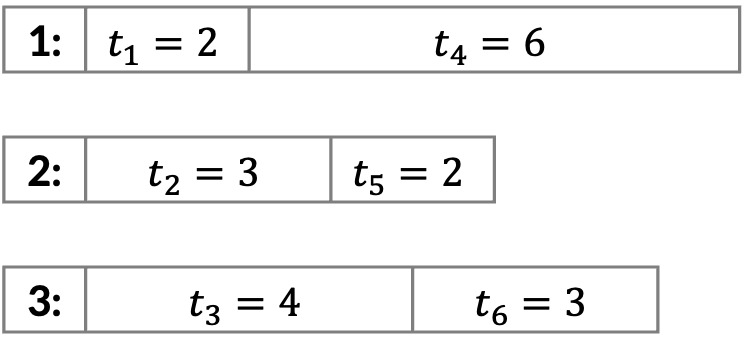 1: t₁ = 2 t₄ = 6
2: t₂ = 3 t₅ = 2
3: t₃ = 4 t₆ = 3